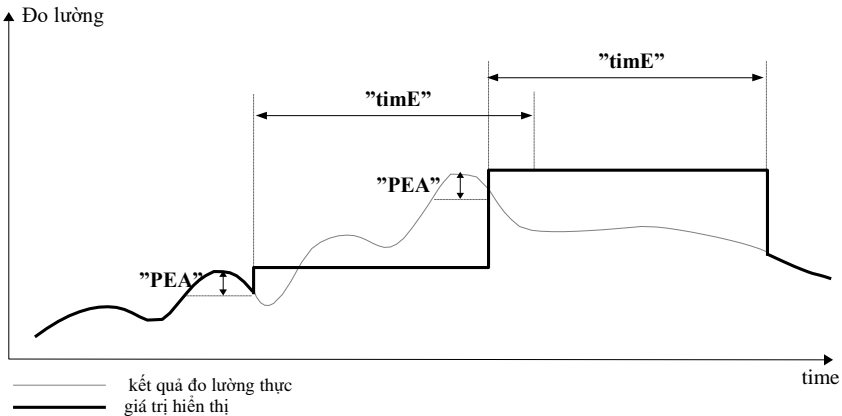 Đo lường
”timE”
”timE”
”PEA”
”PEA”
time
kết quả đo lường thực
giá trị hiển thị